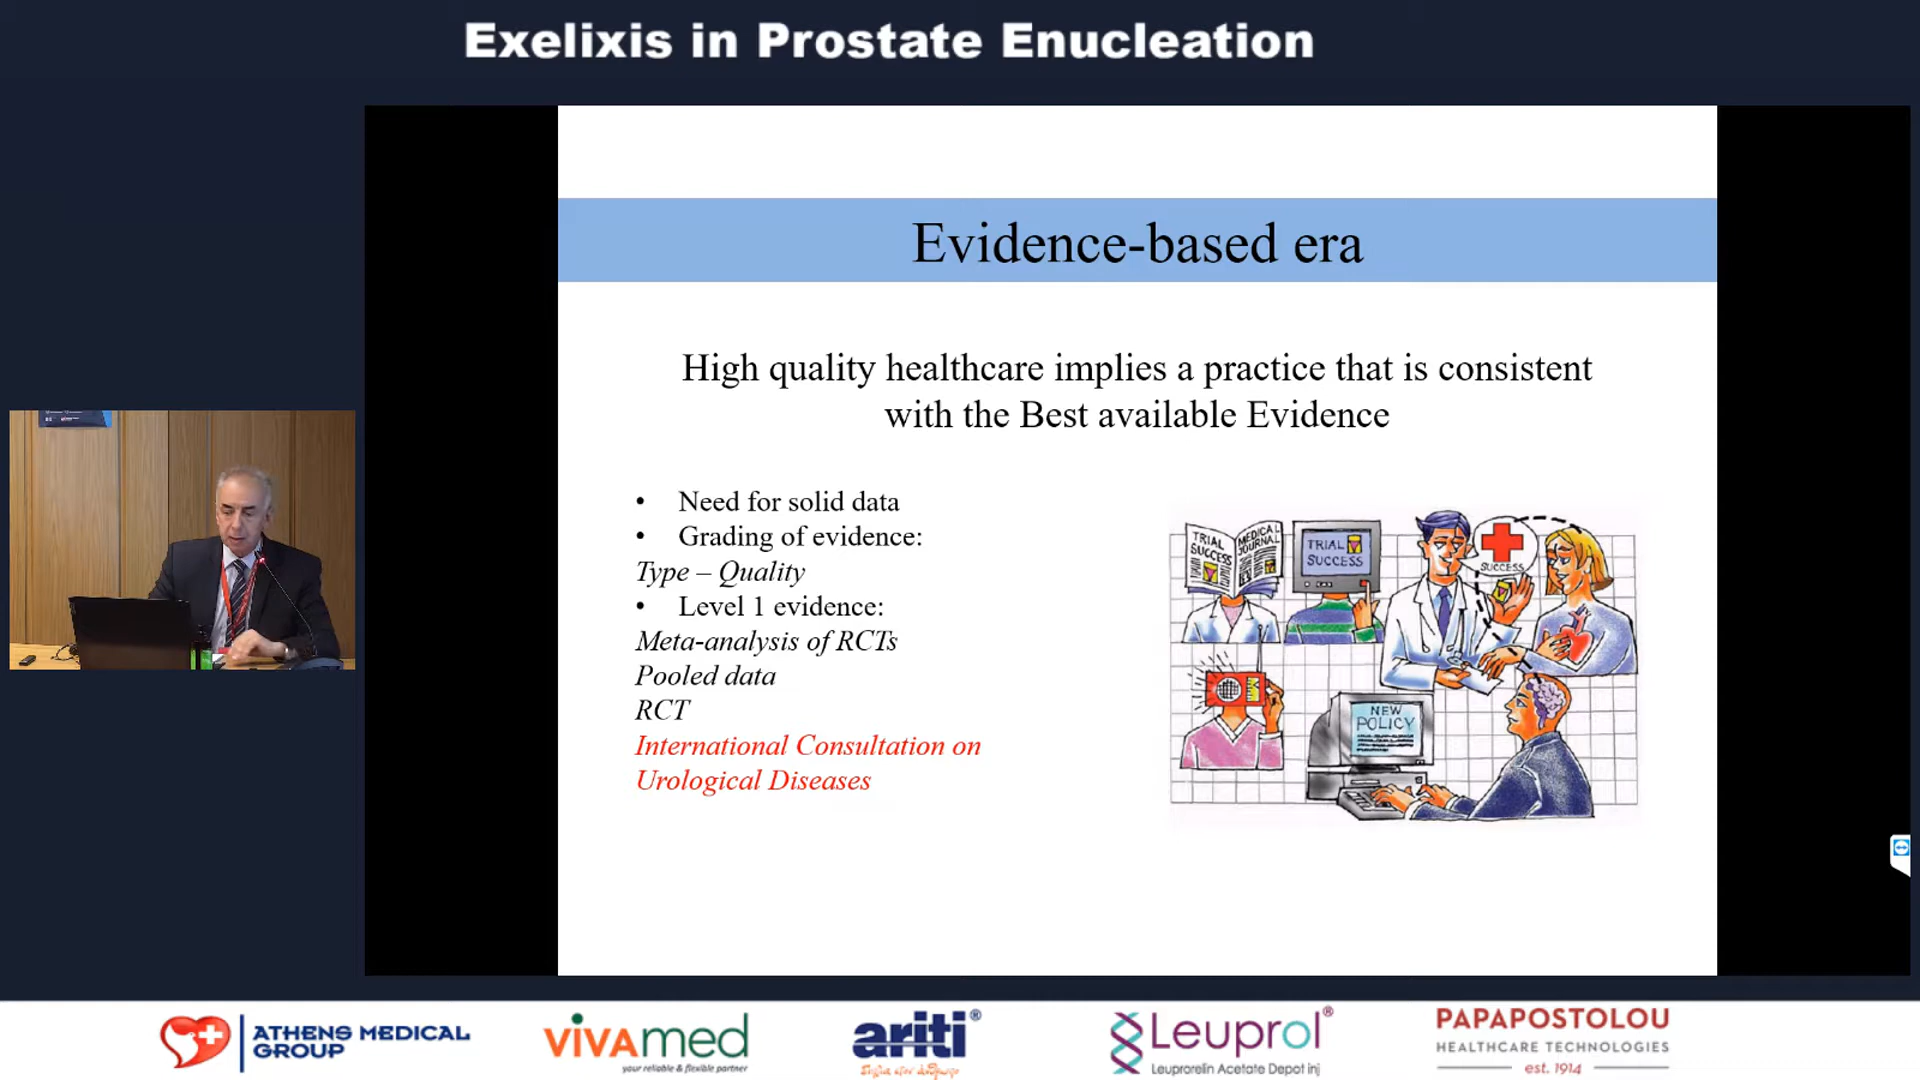 Exelixis in Prostate Enucleation
Evidence-based era
High quality healthcare implies a practice that is consistent
with the Best available Evidence
• Need for solid data
• Grading of evidence:
Type – Quality
• Level 1 evidence:
Meta-analysis of RCTs
Pooled data
RCT
International Consultation on
Urological Diseases
TRIAL SUCCESS
MEDICAL JOURNAL
TRIAL
SUCCESS
SUCCESS
NEW
POLICY
ATHENS MEDICAL
GROUP
vivamed
your reliable & flexible partner
ariti®
Leuprol®
Leuprorelin Acetate Depot inj
PAPAPOSTOLOU
HEALTHCARE TECHNOLOGIES
est. 1914